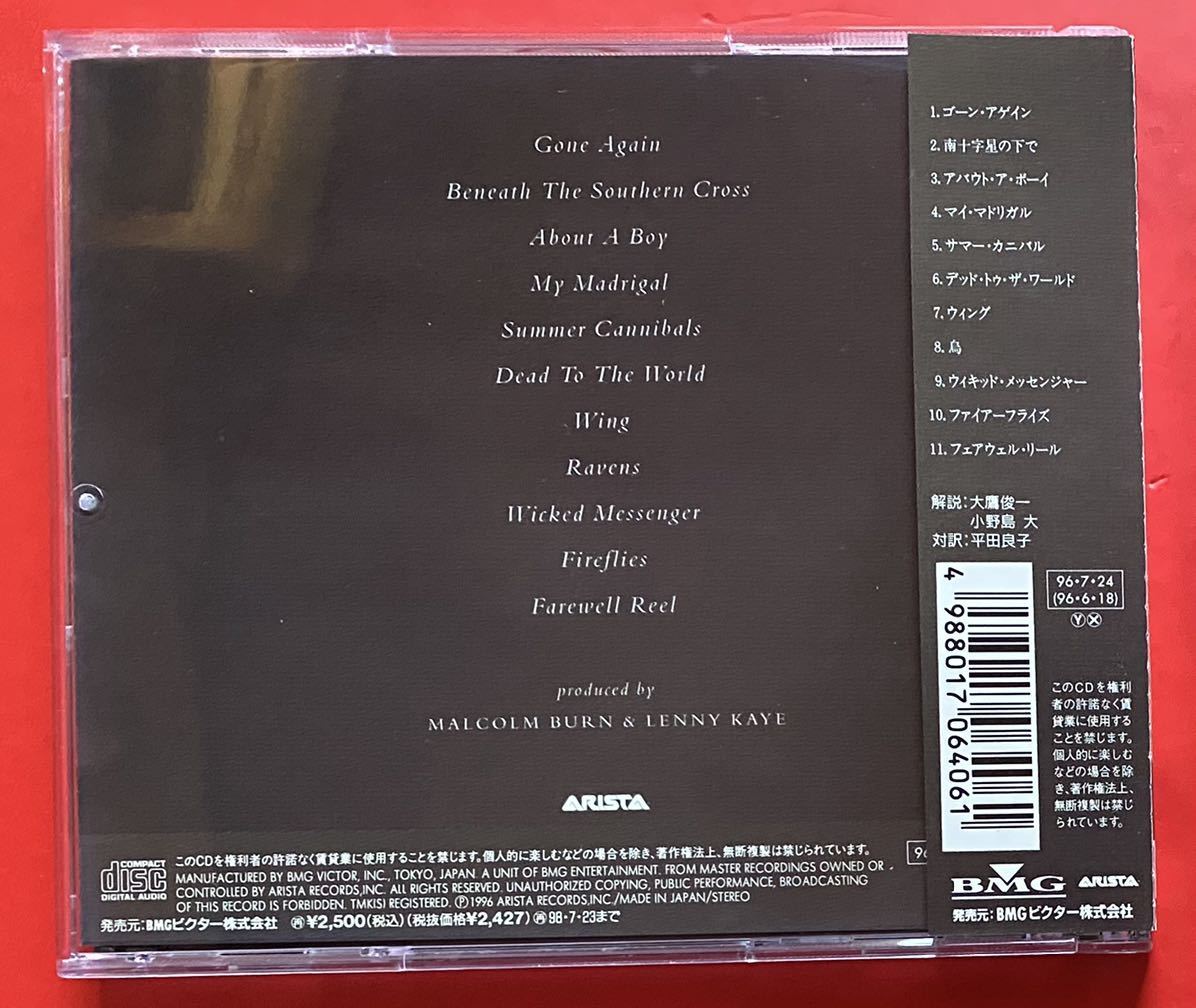 Gone Again
Beneath The Southern Cross
About A Boy
My Madrigal
Summer Cannibals
Dead To The World
Wing
Ravens
Wicked Messenger
Fireflies
Farewell Reel
produced by
MALCOLM BURN & LENNY KAYE
ARISTA
COMPACT
disc
DIGITAL AUDIO
このCDを権利者の許諾なく賃貸業に使用することを禁じます。個人的に楽しむなどの場合を除き、著作権法上、無断複製は禁じられています。
MANUFACTURED BY BMG VICTOR, INC., TOKYO, JAPAN. A UNIT OF BMG ENTERTAINMENT. FROM MASTER RECORDINGS OWNED OR
CONTROLLED BY ARISTA RECORDS,INC. ALL RIGHTS RESERVED. UNAUTHORIZED COPYING, PUBLIC PERFORMANCE, BROADCASTING
OF THIS RECORD IS FORBIDDEN. TMKISI REGISTERED. Ⓟ1996 ARISTA RECORDS,INC./MADE IN JAPAN/STEREO
発売元:BMGビクター株式会社 ㊢¥2,500(税込)(税抜価格¥2,427)㊢98・7・23まで
1.ゴーン・アゲイン
2.南十字星の下で
3.アバウト・ア・ボーイ
4.マイ・マドリガル
5.サマー・カニバル
6.デッド・トゥ・ザ・ワールド
7.ウィング
8.烏
9.ウィキッド・メッセンジャー
10.ファイアーフライズ
11.フェアウェル・リール
解説:大鷹俊一
小野島 大
対訳:平田良子
4 988017 064061
96・7・24
(96・6・18)
Ⓨ Ⓧ
このCDを権利
者の許諾なく賃
貸業に使用する
ことを禁じます。
個人的に楽しむ
などの場合を除
き、著作権法上、
無断複製は禁じ
られています。
BMG ARISTA
発売元:BMGビクター株式会社